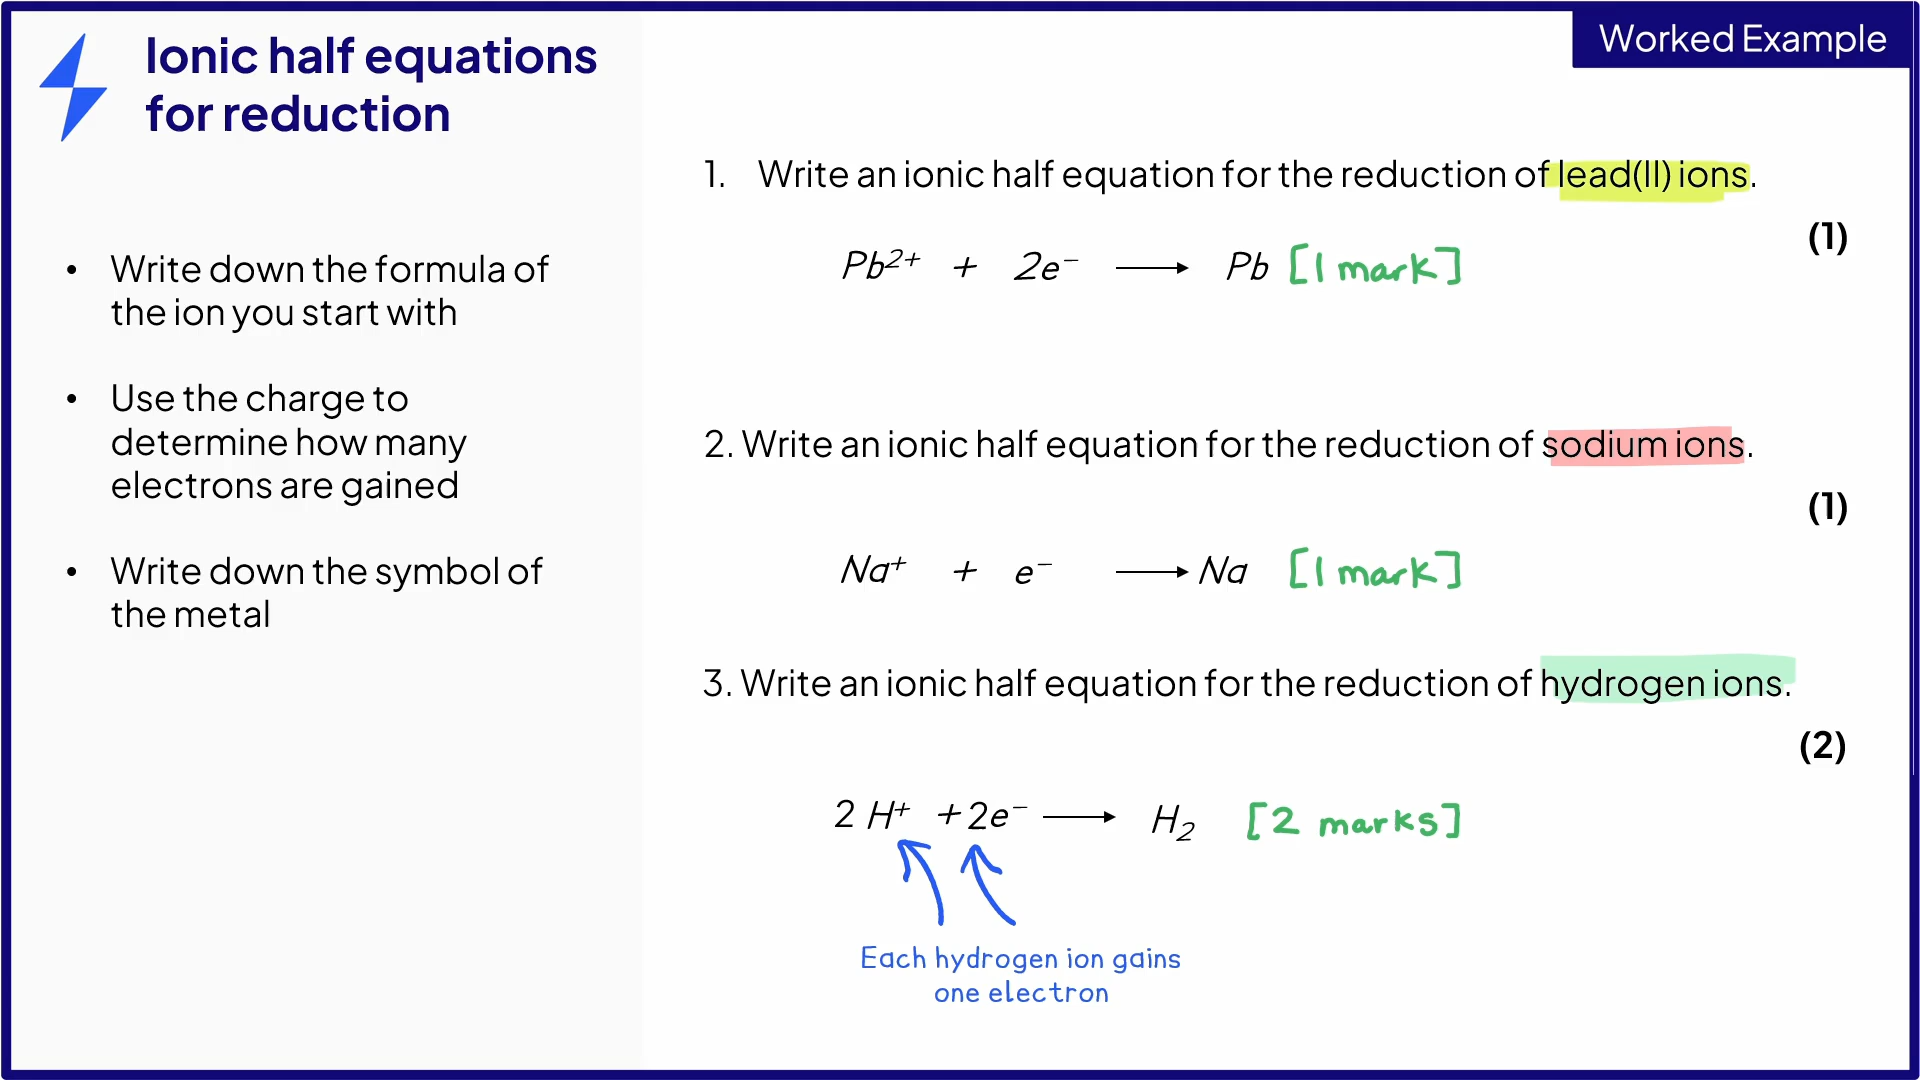 Worked Example
Ionic half equations
for reduction
• Write down the formula of
the ion you start with
• Use the charge to
determine how many
electrons are gained
• Write down the symbol of
the metal
1. Write an ionic half equation for the reduction of lead(II) ions.
(1)
Pb²⁺ + 2e⁻ ⟶ Pb [1 mark]
2. Write an ionic half equation for the reduction of sodium ions.
(1)
Na⁺ + e⁻ ⟶ Na [1 mark]
3. Write an ionic half equation for the reduction of hydrogen ions.
(2)
2 H⁺ + 2e⁻ ⟶ H₂ [2 marks]
Each hydrogen ion gains
one electron